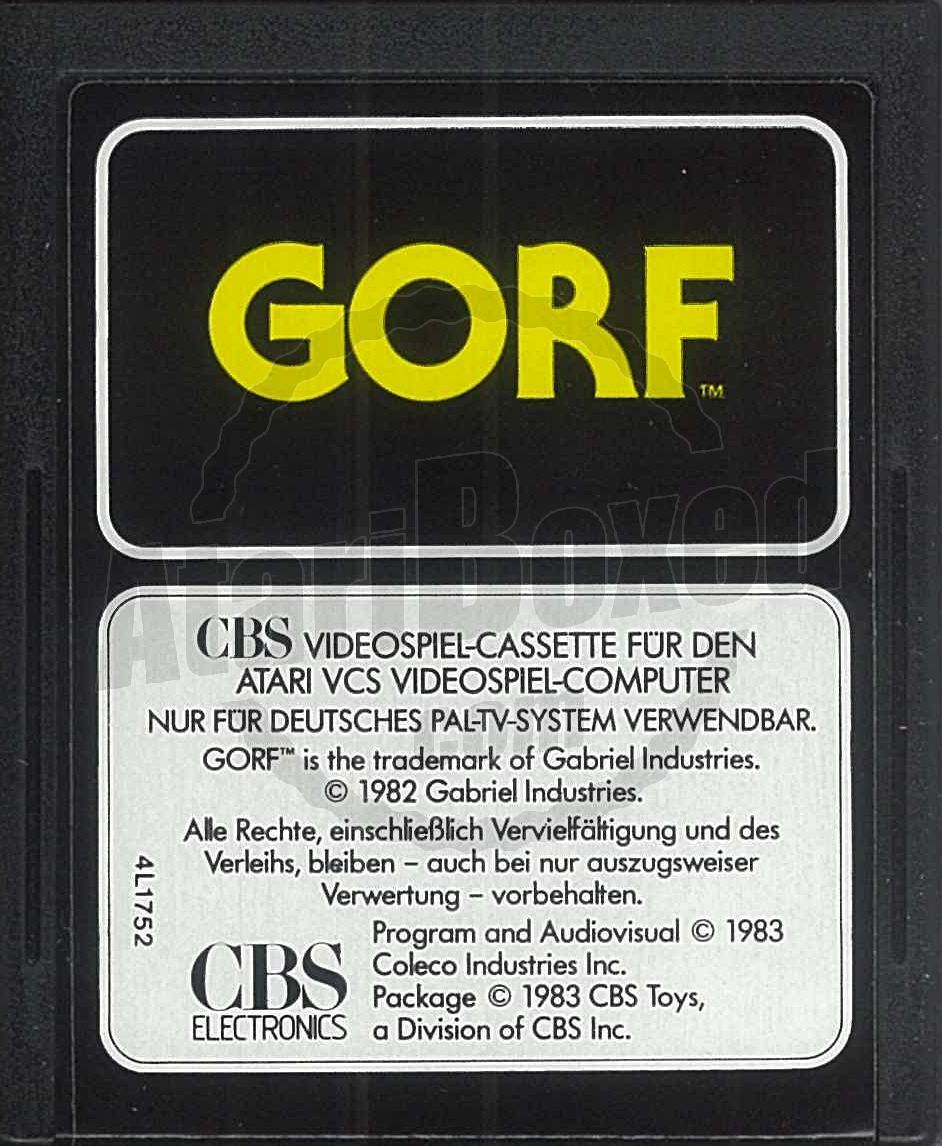 GORF™
CBS VIDEOSPIEL-CASSETTE FÜR DEN
ATARI VCS VIDEOSPIEL-COMPUTER
NUR FÜR DEUTSCHES PAL-TV-SYSTEM VERWENDBAR.
GORF™ is the trademark of Gabriel Industries.
© 1982 Gabriel Industries.
Alle Rechte, einschließlich Vervielfältigung und des
Verleihs, bleiben – auch bei nur auszugsweiser
Verwertung – vorbehalten.
4L1752
CBS
ELECTRONICS
Program and Audiovisual © 1983
Coleco Industries Inc.
Package © 1983 CBS Toys,
a Division of CBS Inc.
AtariBoxed
.com